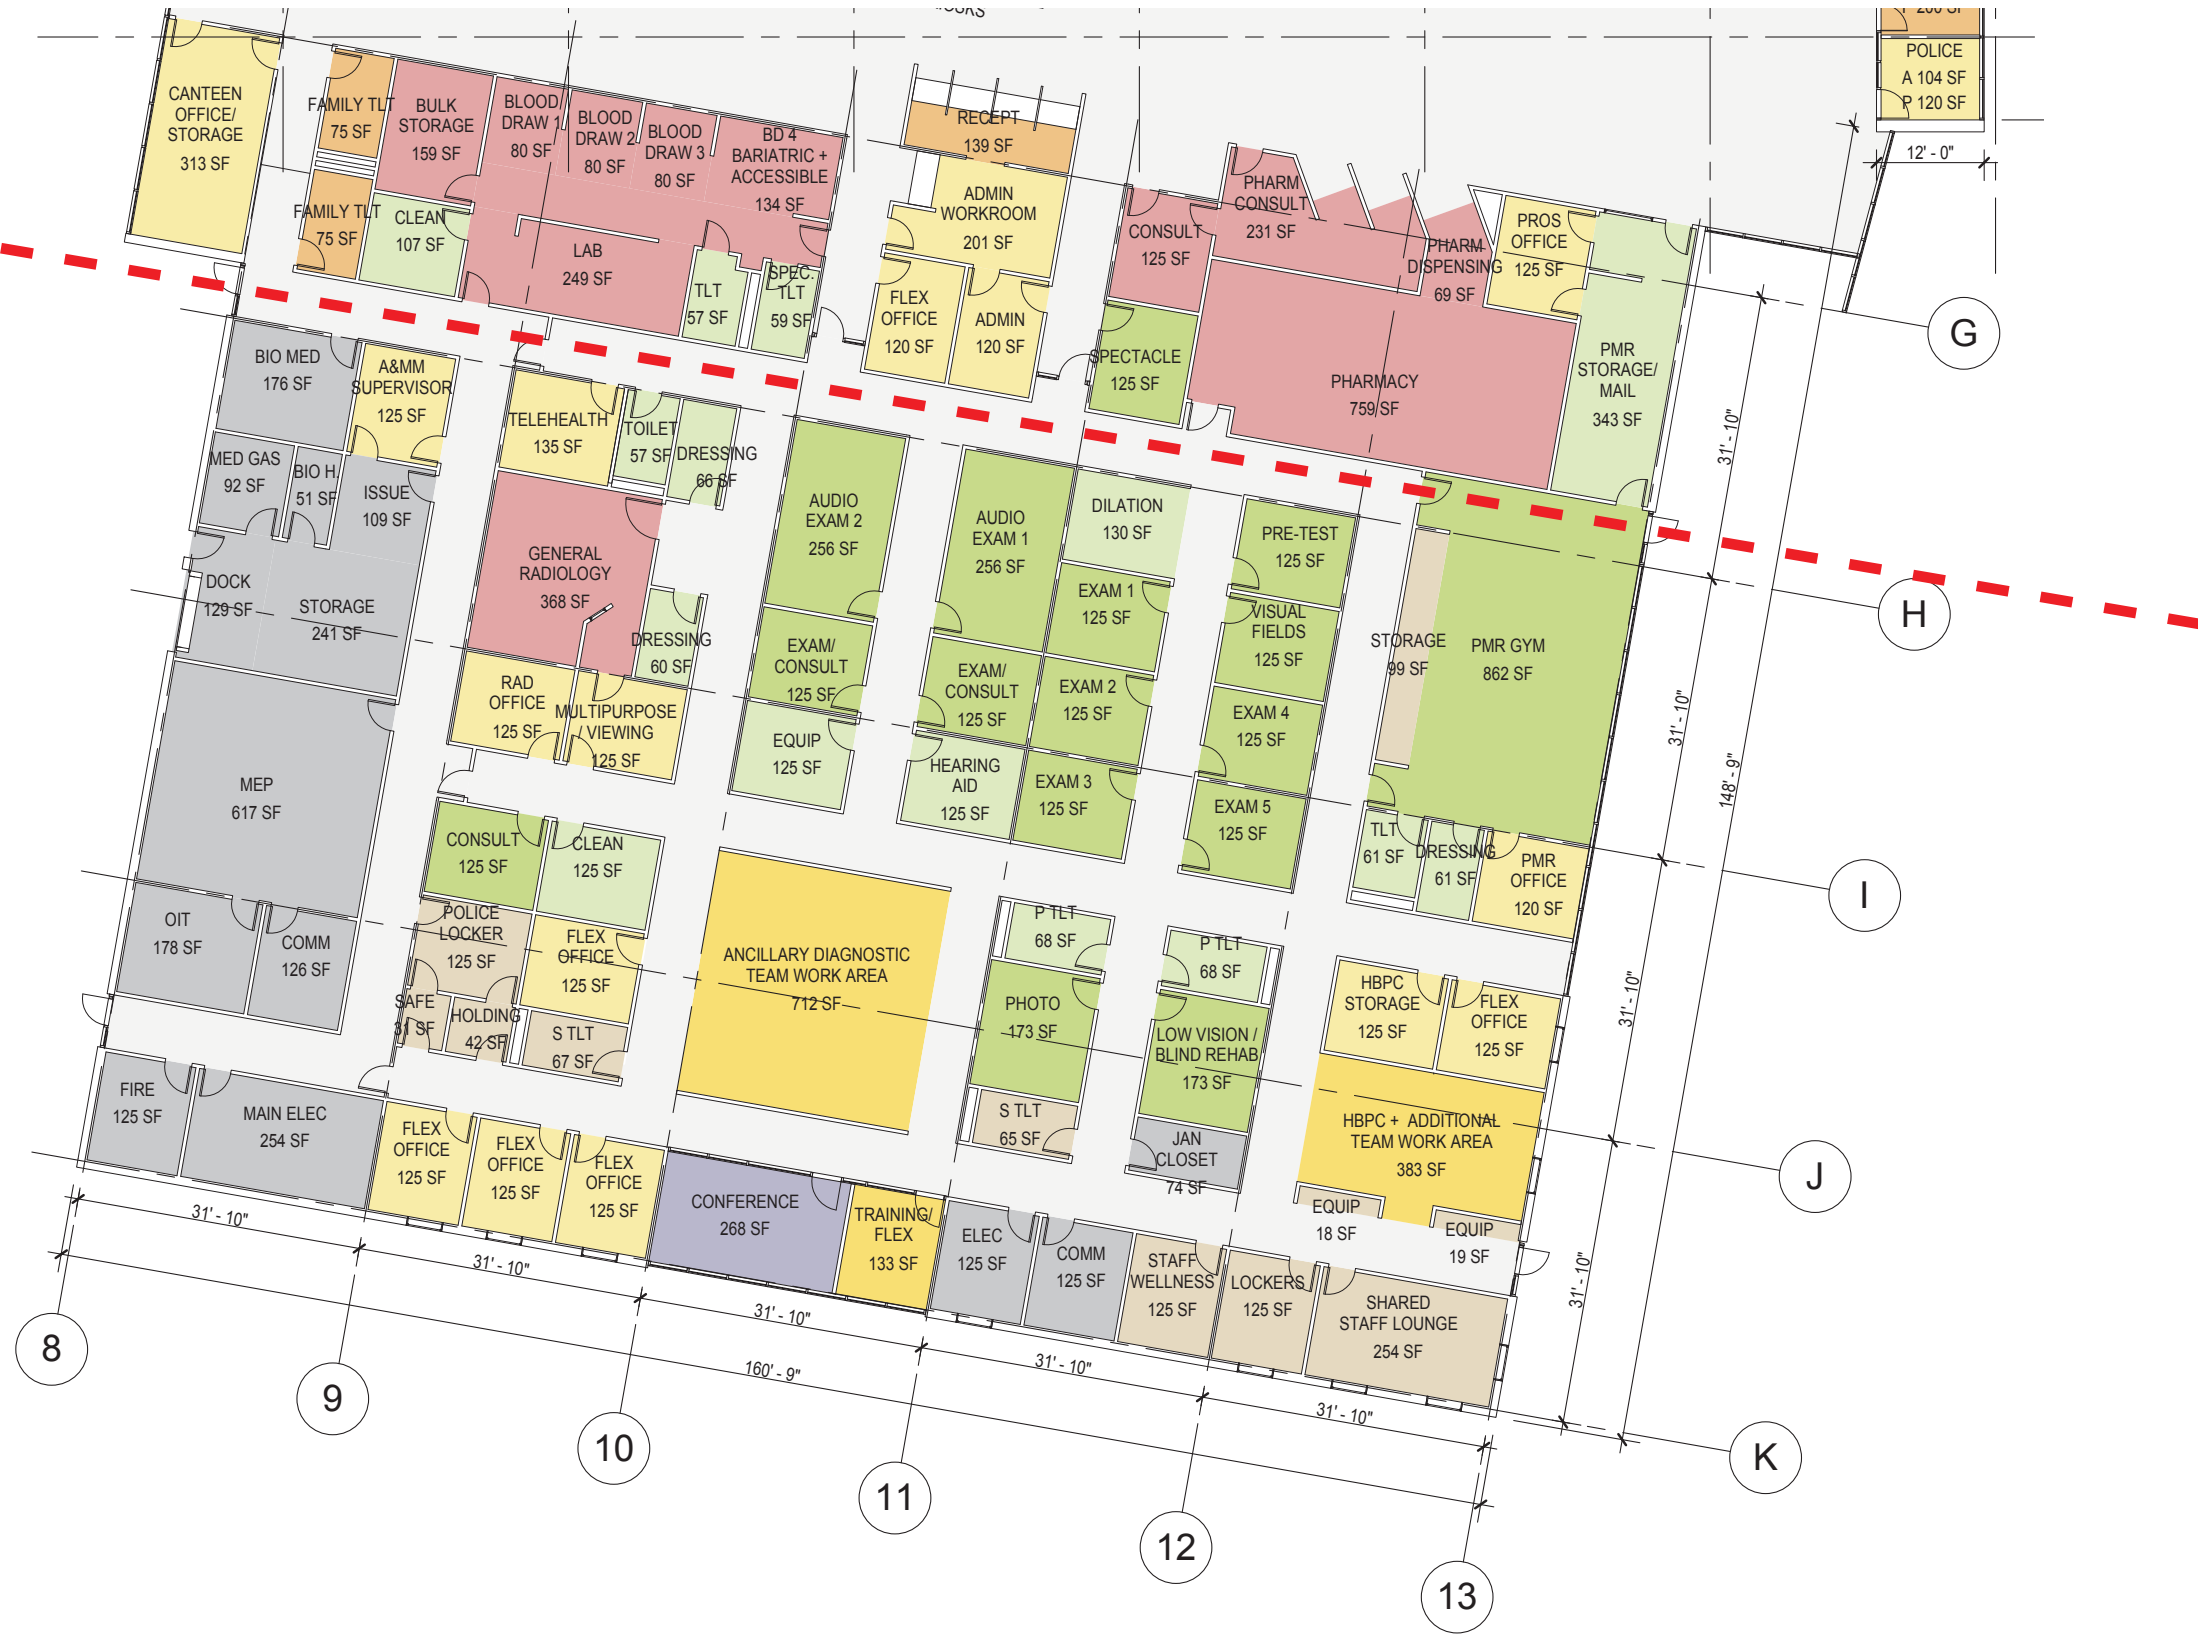 POLICE
A 104 SF
P 120 SF
12' - 0"
CANTEEN
OFFICE/
STORAGE
313 SF
FAMILY TLT
75 SF
BULK
STORAGE
159 SF
BLOOD
DRAW 1
80 SF
BLOOD
DRAW 2
80 SF
BLOOD
DRAW 3
80 SF
BD 4
BARIATRIC +
ACCESSIBLE
134 SF
RECEPT
139 SF
ADMIN
WORKROOM
201 SF
PHARM
CONSULT
231 SF
CONSULT
125 SF
PHARM
DISPENSING
69 SF
PROS
OFFICE
125 SF
FAMILY TLT
75 SF
CLEAN
107 SF
LAB
249 SF
TLT
57 SF
SPEC.
TLT
59 SF
FLEX
OFFICE
120 SF
ADMIN
120 SF
SPECTACLE
125 SF
PHARMACY
759 SF
PMR
STORAGE/
MAIL
343 SF
G
BIO MED
176 SF
A&MM
SUPERVISOR
125 SF
TELEHEALTH
135 SF
TOILET
57 SF
DRESSING
66 SF
MED GAS
92 SF
BIO H.
51 SF
ISSUE
109 SF
AUDIO
EXAM 2
256 SF
AUDIO
EXAM 1
256 SF
DILATION
130 SF
PRE-TEST
125 SF
31' - 10"
GENERAL
RADIOLOGY
368 SF
DOCK
129 SF
STORAGE
241 SF
EXAM 1
125 SF
VISUAL
FIELDS
125 SF
STORAGE
99 SF
PMR GYM
862 SF
H
DRESSING
60 SF
EXAM/
CONSULT
125 SF
EXAM/
CONSULT
125 SF
EXAM 2
125 SF
EXAM 4
125 SF
RAD
OFFICE
125 SF
MULTIPURPOSE
/ VIEWING
125 SF
EQUIP
125 SF
HEARING
AID
125 SF
EXAM 3
125 SF
EXAM 5
125 SF
31' - 10"
148' - 9"
MEP
617 SF
CONSULT
125 SF
CLEAN
125 SF
TLT
61 SF
DRESSING
61 SF
PMR
OFFICE
120 SF
I
OIT
178 SF
COMM
126 SF
POLICE
LOCKER
125 SF
FLEX
OFFICE
125 SF
ANCILLARY DIAGNOSTIC
TEAM WORK AREA
712 SF
P TLT
68 SF
P TLT
68 SF
HBPC
STORAGE
125 SF
FLEX
OFFICE
125 SF
31' - 10"
SAFE
31 SF
HOLDING
42 SF
S TLT
67 SF
PHOTO
173 SF
LOW VISION /
BLIND REHAB
173 SF
FIRE
125 SF
MAIN ELEC
254 SF
FLEX
OFFICE
125 SF
FLEX
OFFICE
125 SF
FLEX
OFFICE
125 SF
S TLT
65 SF
JAN
CLOSET
74 SF
HBPC + ADDITIONAL
TEAM WORK AREA
383 SF
J
CONFERENCE
268 SF
TRAINING/
FLEX
133 SF
ELEC
125 SF
COMM
125 SF
STAFF
WELLNESS
125 SF
LOCKERS
125 SF
EQUIP
18 SF
EQUIP
19 SF
SHARED
STAFF LOUNGE
254 SF
31' - 10"
31' - 10"
31' - 10"
31' - 10"
31' - 10"
31' - 10"
160' - 9"
8
9
10
11
12
13
K